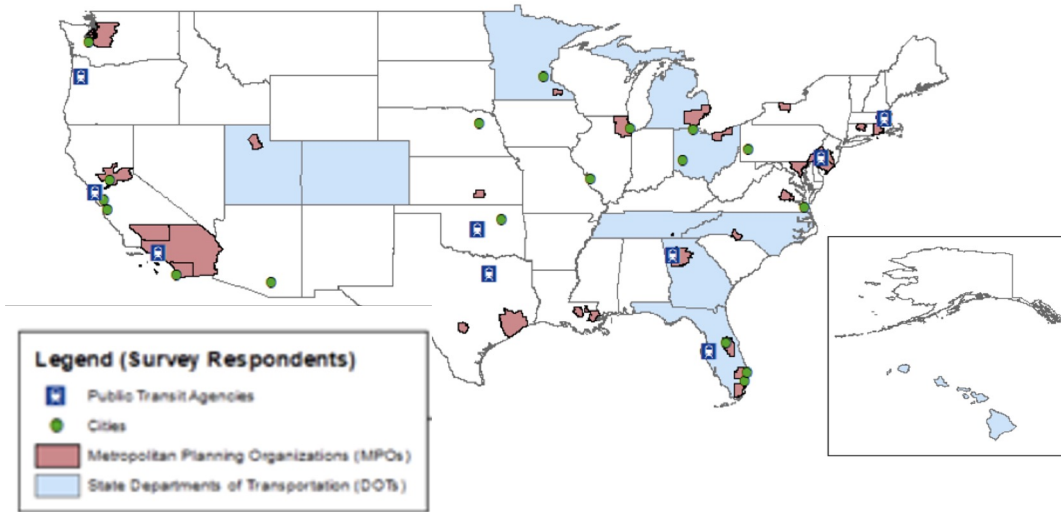 Legend (Survey Respondents)
Public Transit Agencies
Cities
Metropolitan Planning Organizations (MPOs)
State Departments of Transportation (DOTs)